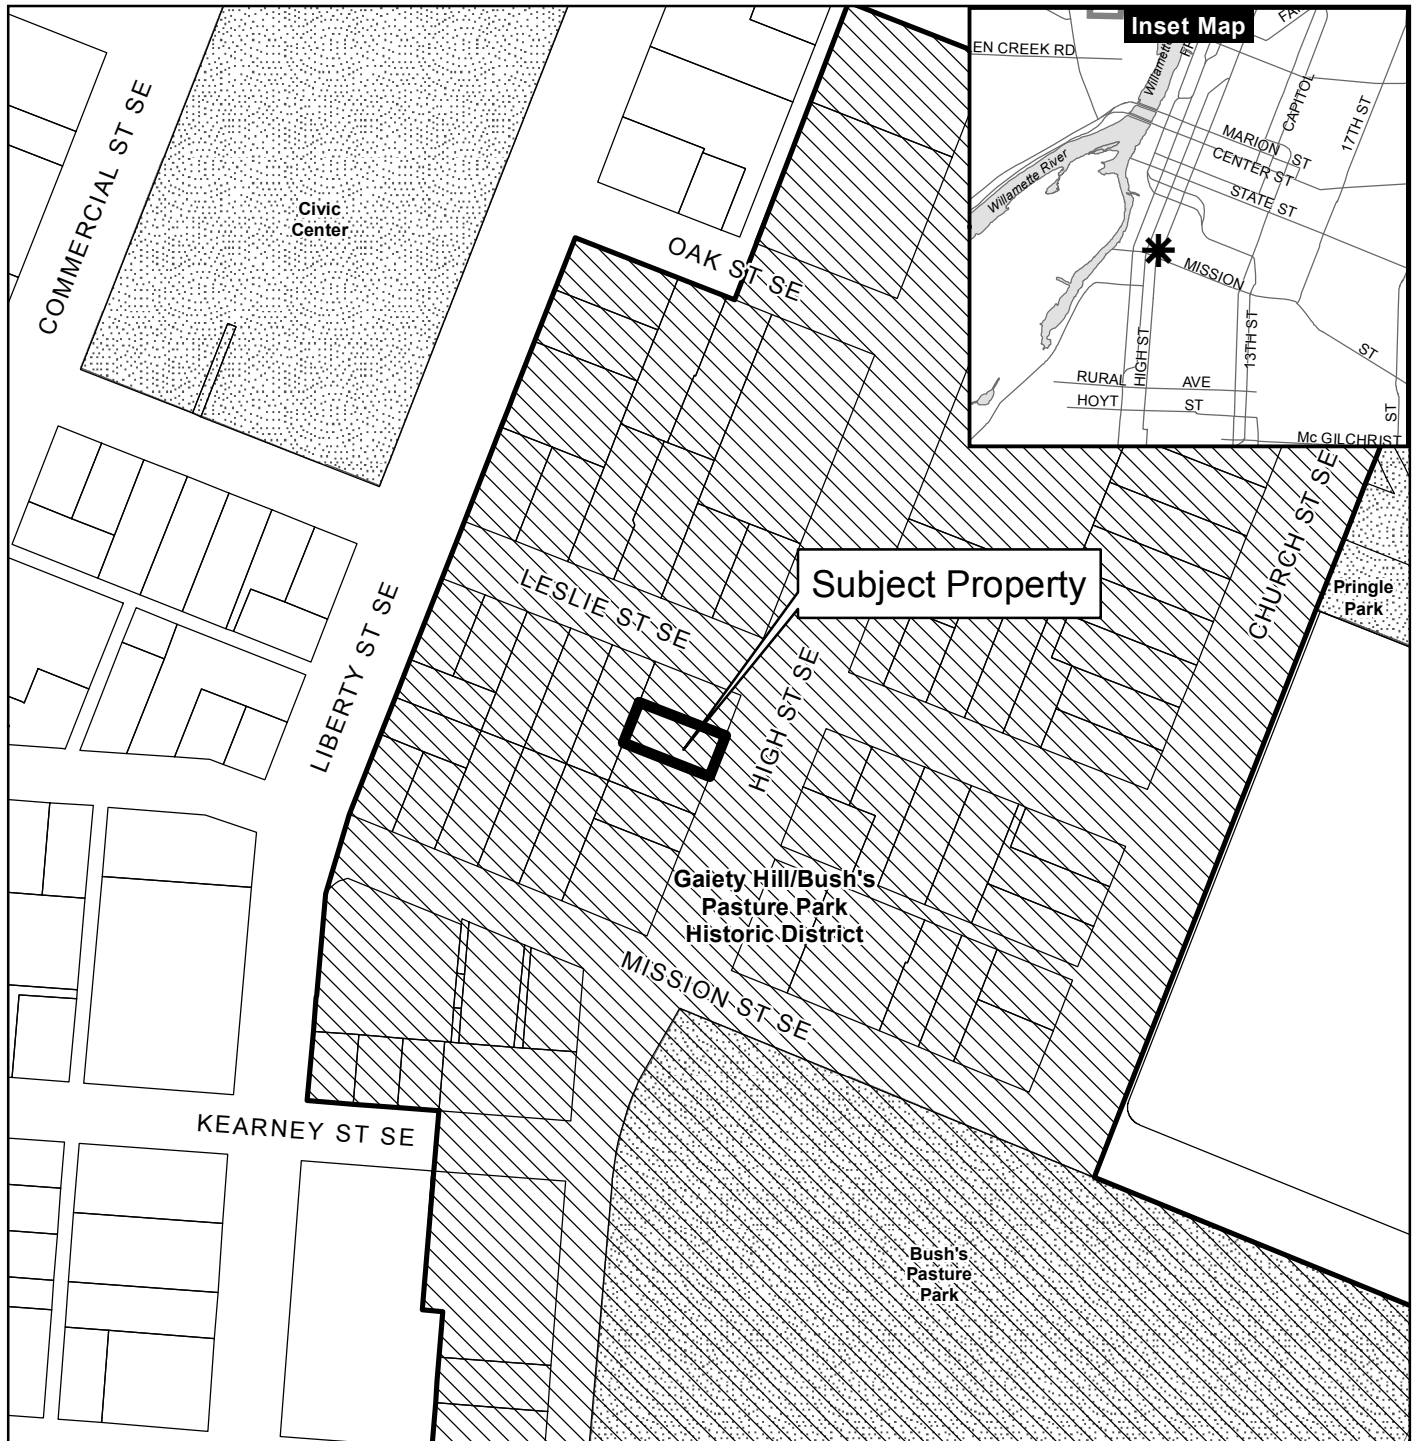 Inset Map
EN CREEK RD
Willamette
FR
FA
CAPITOL
17TH ST
MARION ST
CENTER ST
STATE ST
Willamette River
MISSION ST
HIGH ST
13TH ST
RURAL AVE
HOYT ST
ST
Mc GILCHRIST
COMMERCIAL ST SE
Civic
Center
OAK ST SE
LESLIE ST SE
Subject Property
CHURCH ST SE
Pringle
Park
LIBERTY ST SE
HIGH ST SE
Gaiety Hill/Bush's
Pasture Park
Historic District
MISSION ST SE
KEARNEY ST SE
Bush's
Pasture
Park